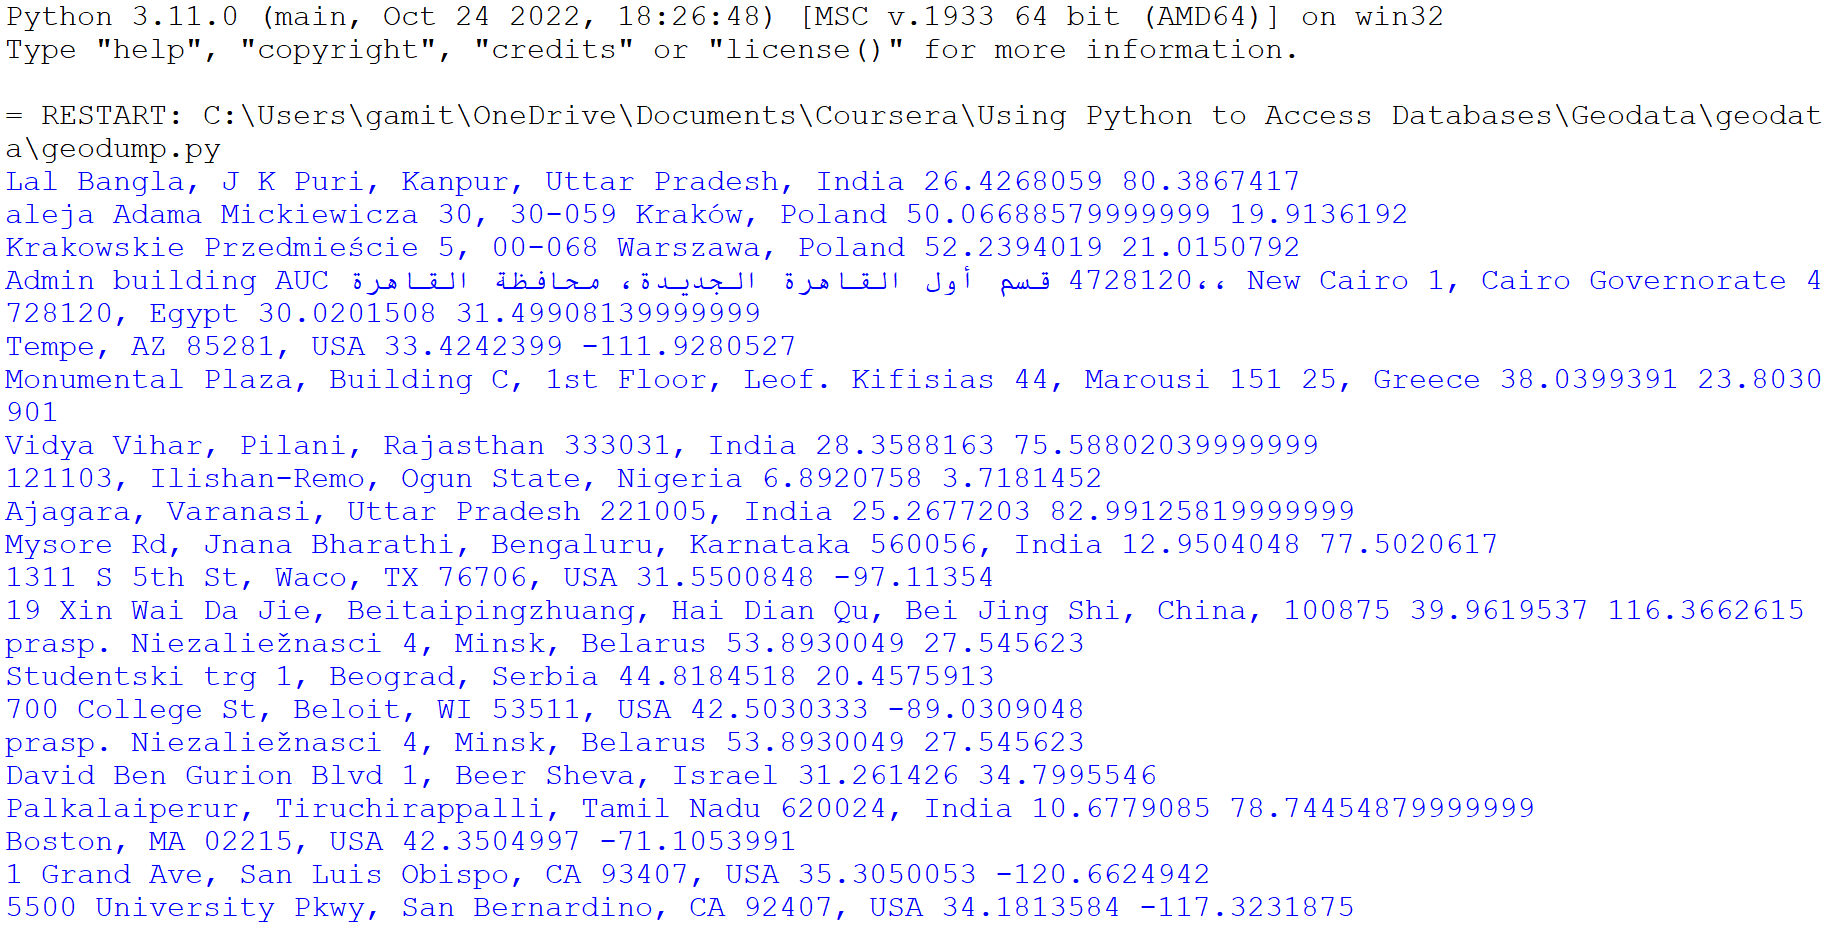 Python 3.11.0 (main, Oct 24 2022, 18:26:48) [MSC v.1933 64 bit (AMD64)] on win32
Type "help", "copyright", "credits" or "license()" for more information.
= RESTART: C:\Users\gamit\OneDrive\Documents\Coursera\Using Python to Access Databases\Geodata\geodat
a\geodump.py
Lal Bangla, J K Puri, Kanpur, Uttar Pradesh, India 26.4268059 80.3867417
aleja Adama Mickiewicza 30, 30-059 Kraków, Poland 50.06688579999999 19.9136192
Krakowskie Przedmieście 5, 00-068 Warszawa, Poland 52.2394019 21.0150792
Admin building AUC قسم أول القاهرة الجديدة، محافظة القاهرة 4728120،، New Cairo 1, Cairo Governorate 4
728120, Egypt 30.0201508 31.49908139999999
Tempe, AZ 85281, USA 33.4242399 -111.9280527
Monumental Plaza, Building C, 1st Floor, Leof. Kifisias 44, Marousi 151 25, Greece 38.0399391 23.8030
901
Vidya Vihar, Pilani, Rajasthan 333031, India 28.3588163 75.58802039999999
121103, Ilishan-Remo, Ogun State, Nigeria 6.8920758 3.7181452
Ajagara, Varanasi, Uttar Pradesh 221005, India 25.2677203 82.99125819999999
Mysore Rd, Jnana Bharathi, Bengaluru, Karnataka 560056, India 12.9504048 77.5020617
1311 S 5th St, Waco, TX 76706, USA 31.5500848 -97.11354
19 Xin Wai Da Jie, Beitaipingzhuang, Hai Dian Qu, Bei Jing Shi, China, 100875 39.9619537 116.3662615
prasp. Niezaliežnasci 4, Minsk, Belarus 53.8930049 27.545623
Studentski trg 1, Beograd, Serbia 44.8184518 20.4575913
700 College St, Beloit, WI 53511, USA 42.5030333 -89.0309048
prasp. Niezaliežnasci 4, Minsk, Belarus 53.8930049 27.545623
David Ben Gurion Blvd 1, Beer Sheva, Israel 31.261426 34.7995546
Palkalaiperur, Tiruchirappalli, Tamil Nadu 620024, India 10.6779085 78.74454879999999
Boston, MA 02215, USA 42.3504997 -71.1053991
1 Grand Ave, San Luis Obispo, CA 93407, USA 35.3050053 -120.6624942
5500 University Pkwy, San Bernardino, CA 92407, USA 34.1813584 -117.3231875